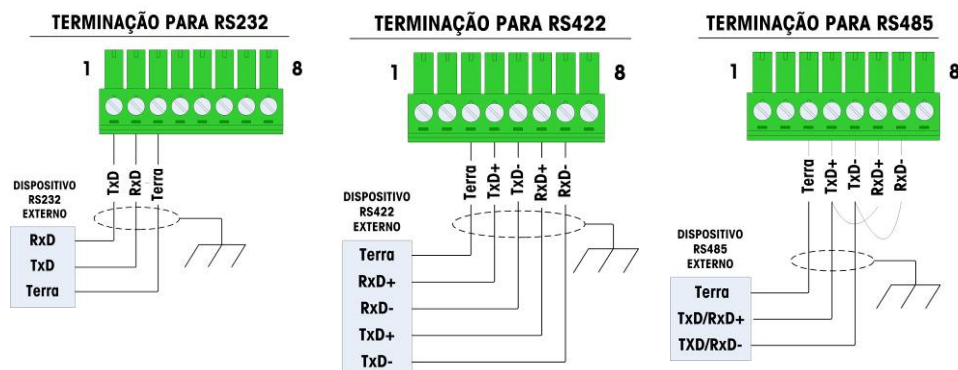 TERMINAÇÃO PARA RS232
1
8
TxD
RxD
Terra
DISPOSITIVO
RS232
EXTERNO
RxD
TxD
Terra
TERMINAÇÃO PARA RS422
1
8
Terra
TxD+
TxD-
RxD+
RxD-
DISPOSITIVO
RS422
EXTERNO
Terra
RxD+
RxD-
TxD+
TxD-
TERMINAÇÃO PARA RS485
1
8
Terra
TxD+
TxD-
RxD+
RxD-
DISPOSITIVO
RS485
EXTERNO
Terra
TxD/RxD+
TXD/RxD-